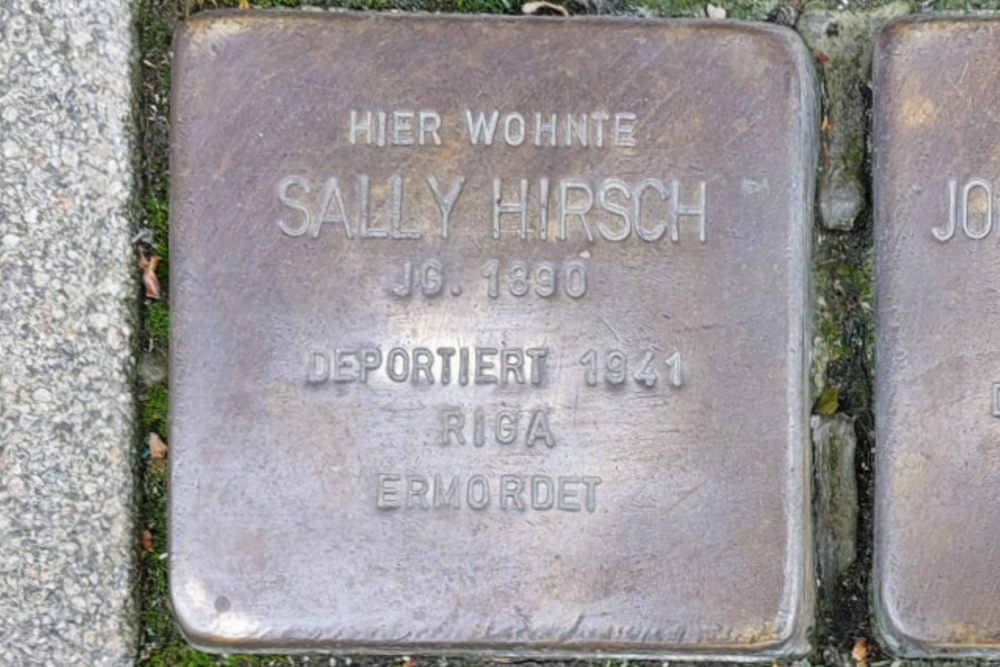 HIER WOHNTE
SALLY HIRSCH
JG. 1890
DEPORTIERT 1941
RIGA
ERMORDET